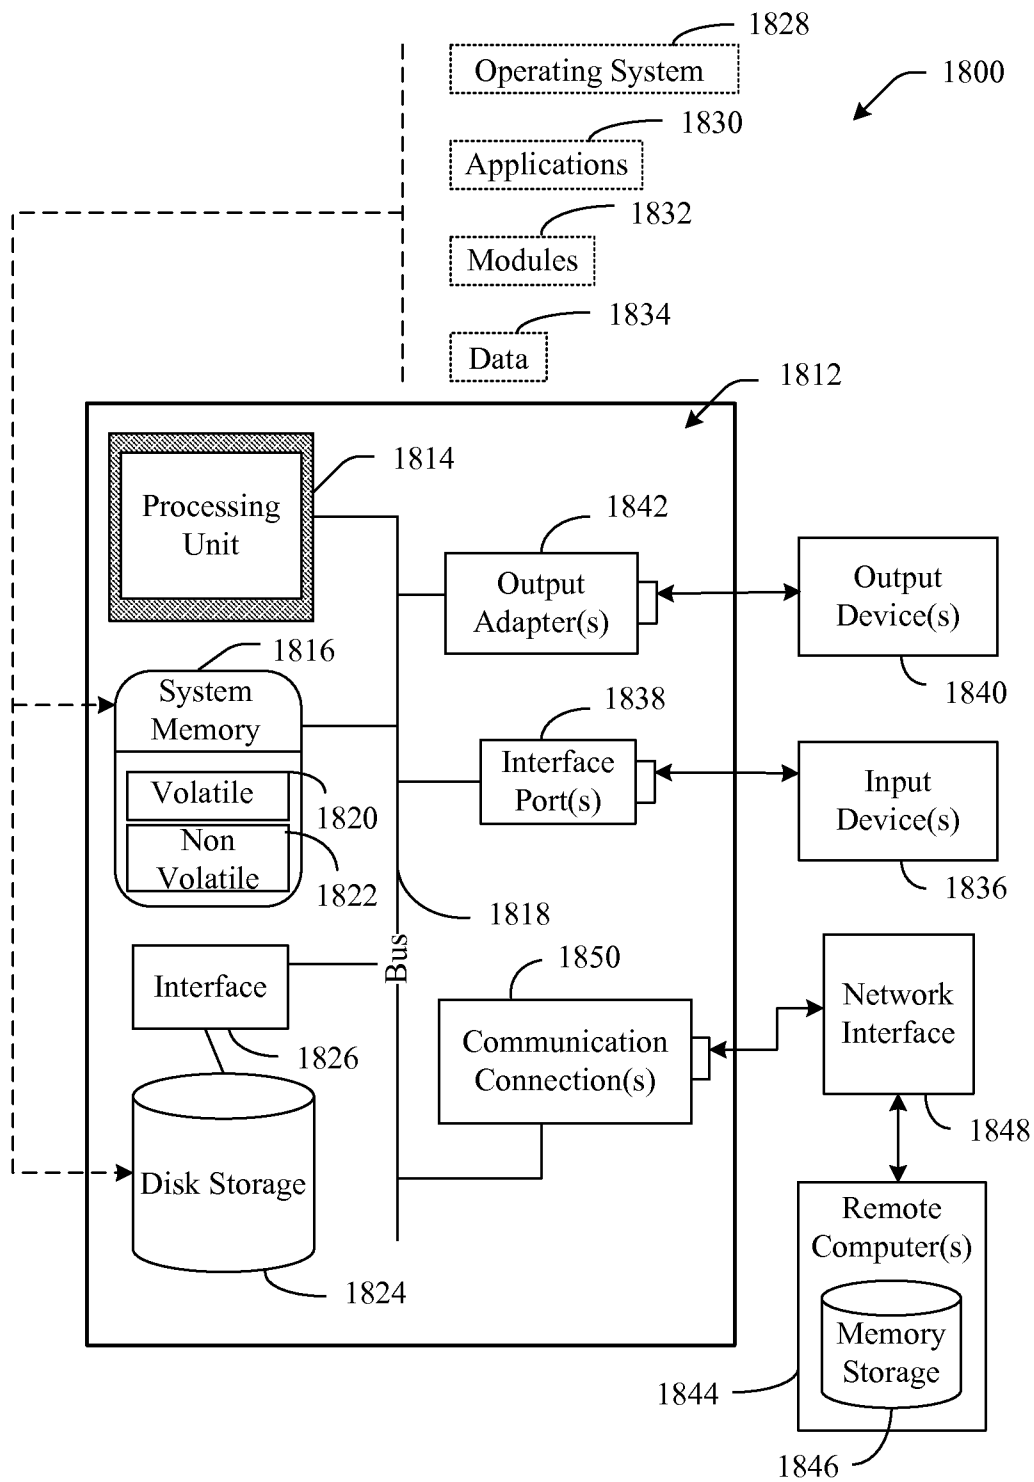 1828
Operating System
1800
1830
Applications
1832
Modules
1834
Data
1812
1814
Processing
Unit
1842
Output
Adapter(s)
Output
Device(s)
1840
1816
System
Memory
1838
Interface
Port(s)
Input
Device(s)
1836
Volatile
1820
Non
Volatile
1822
1818
Bus
Interface
1826
1850
Communication
Connection(s)
Network
Interface
1848
Disk Storage
1824
Remote
Computer(s)
Memory
Storage
1844
1846